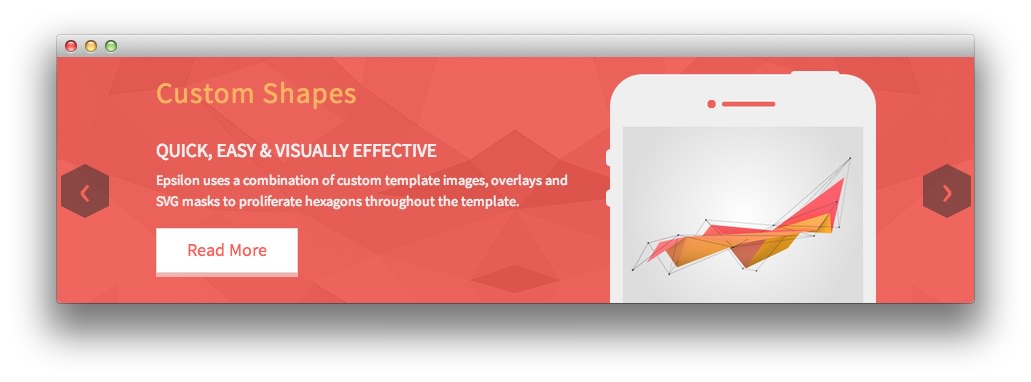 Custom Shapes
QUICK, EASY & VISUALLY EFFECTIVE
Epsilon uses a combination of custom template images, overlays and
SVG masks to proliferate hexagons throughout the template.
Read More